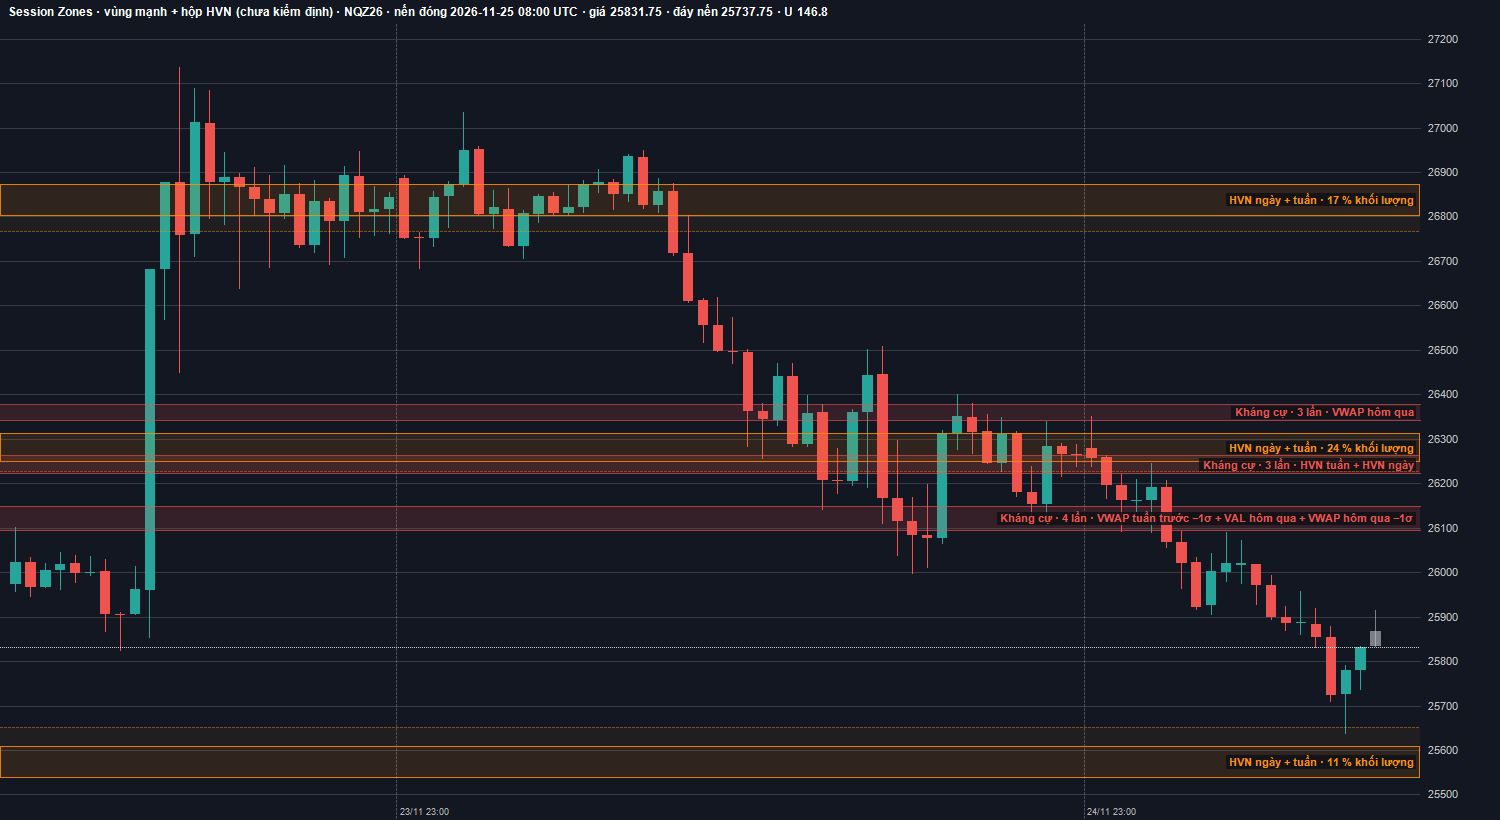 Session Zones · vùng mạnh + hộp HVN (chưa kiểm định) · NQZ26 · nến đóng 2026-11-25 08:00 UTC · giá 25831.75 · đáy nến 25737.75 · U 146.8
27200
27100
27000
26900
HVN ngày + tuần · 17 % khối lượng
26800
26700
26600
26500
26400
Kháng cự · 3 lần · VWAP hôm qua
26300
HVN ngày + tuần · 24 % khối lượng
Kháng cự · 3 lần · HVN tuần + HVN ngày
26200
Kháng cự · 4 lần · VWAP tuần trước −1σ + VAL hôm qua + VWAP hôm qua −1σ
26100
26000
25900
25800
25700
25600
HVN ngày + tuần · 11 % khối lượng
25500
23/11 23:00
24/11 23:00